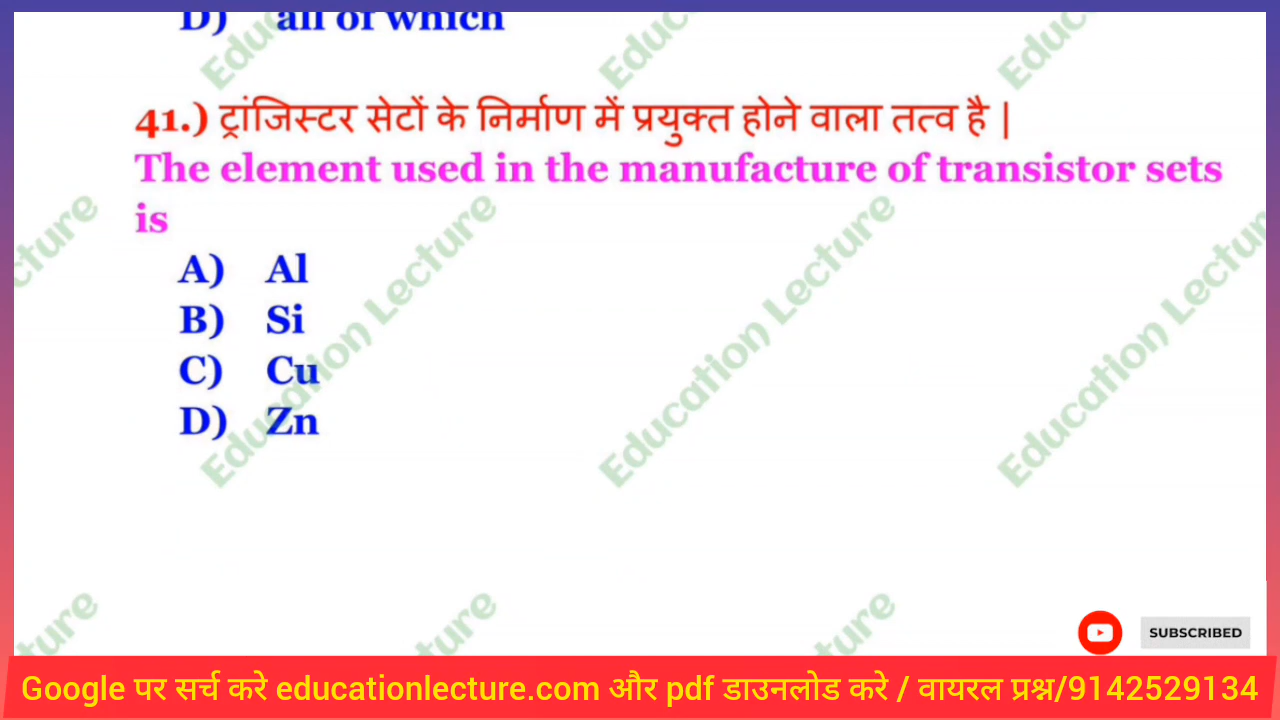 D) all of which
41.) ट्रांजिस्टर सेटों के निर्माण में प्रयुक्त होने वाला तत्व है |
The element used in the manufacture of transistor sets
is
A) Al
B) Si
C) Cu
D) Zn
Education Lecture
SUBSCRIBED
Google पर सर्च करे educationlecture.com और pdf डाउनलोड करे / वायरल प्रश्न/9142529134